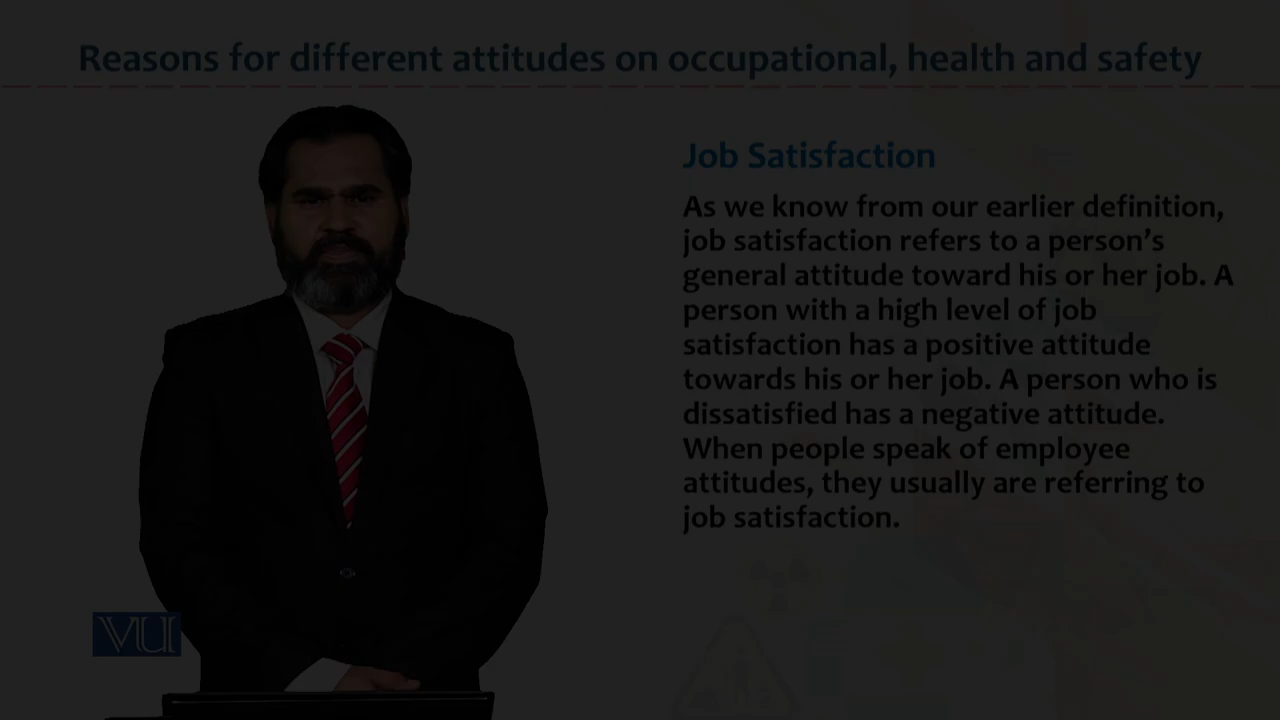 Reasons for different attitudes on occupational, health and safety
Job Satisfaction
As we know from our earlier definition,
job satisfaction refers to a person’s
general attitude toward his or her job. A
person with a high level of job
satisfaction has a positive attitude
towards his or her job. A person who is
dissatisfied has a negative attitude.
When people speak of employee
attitudes, they usually are referring to
job satisfaction.
VU